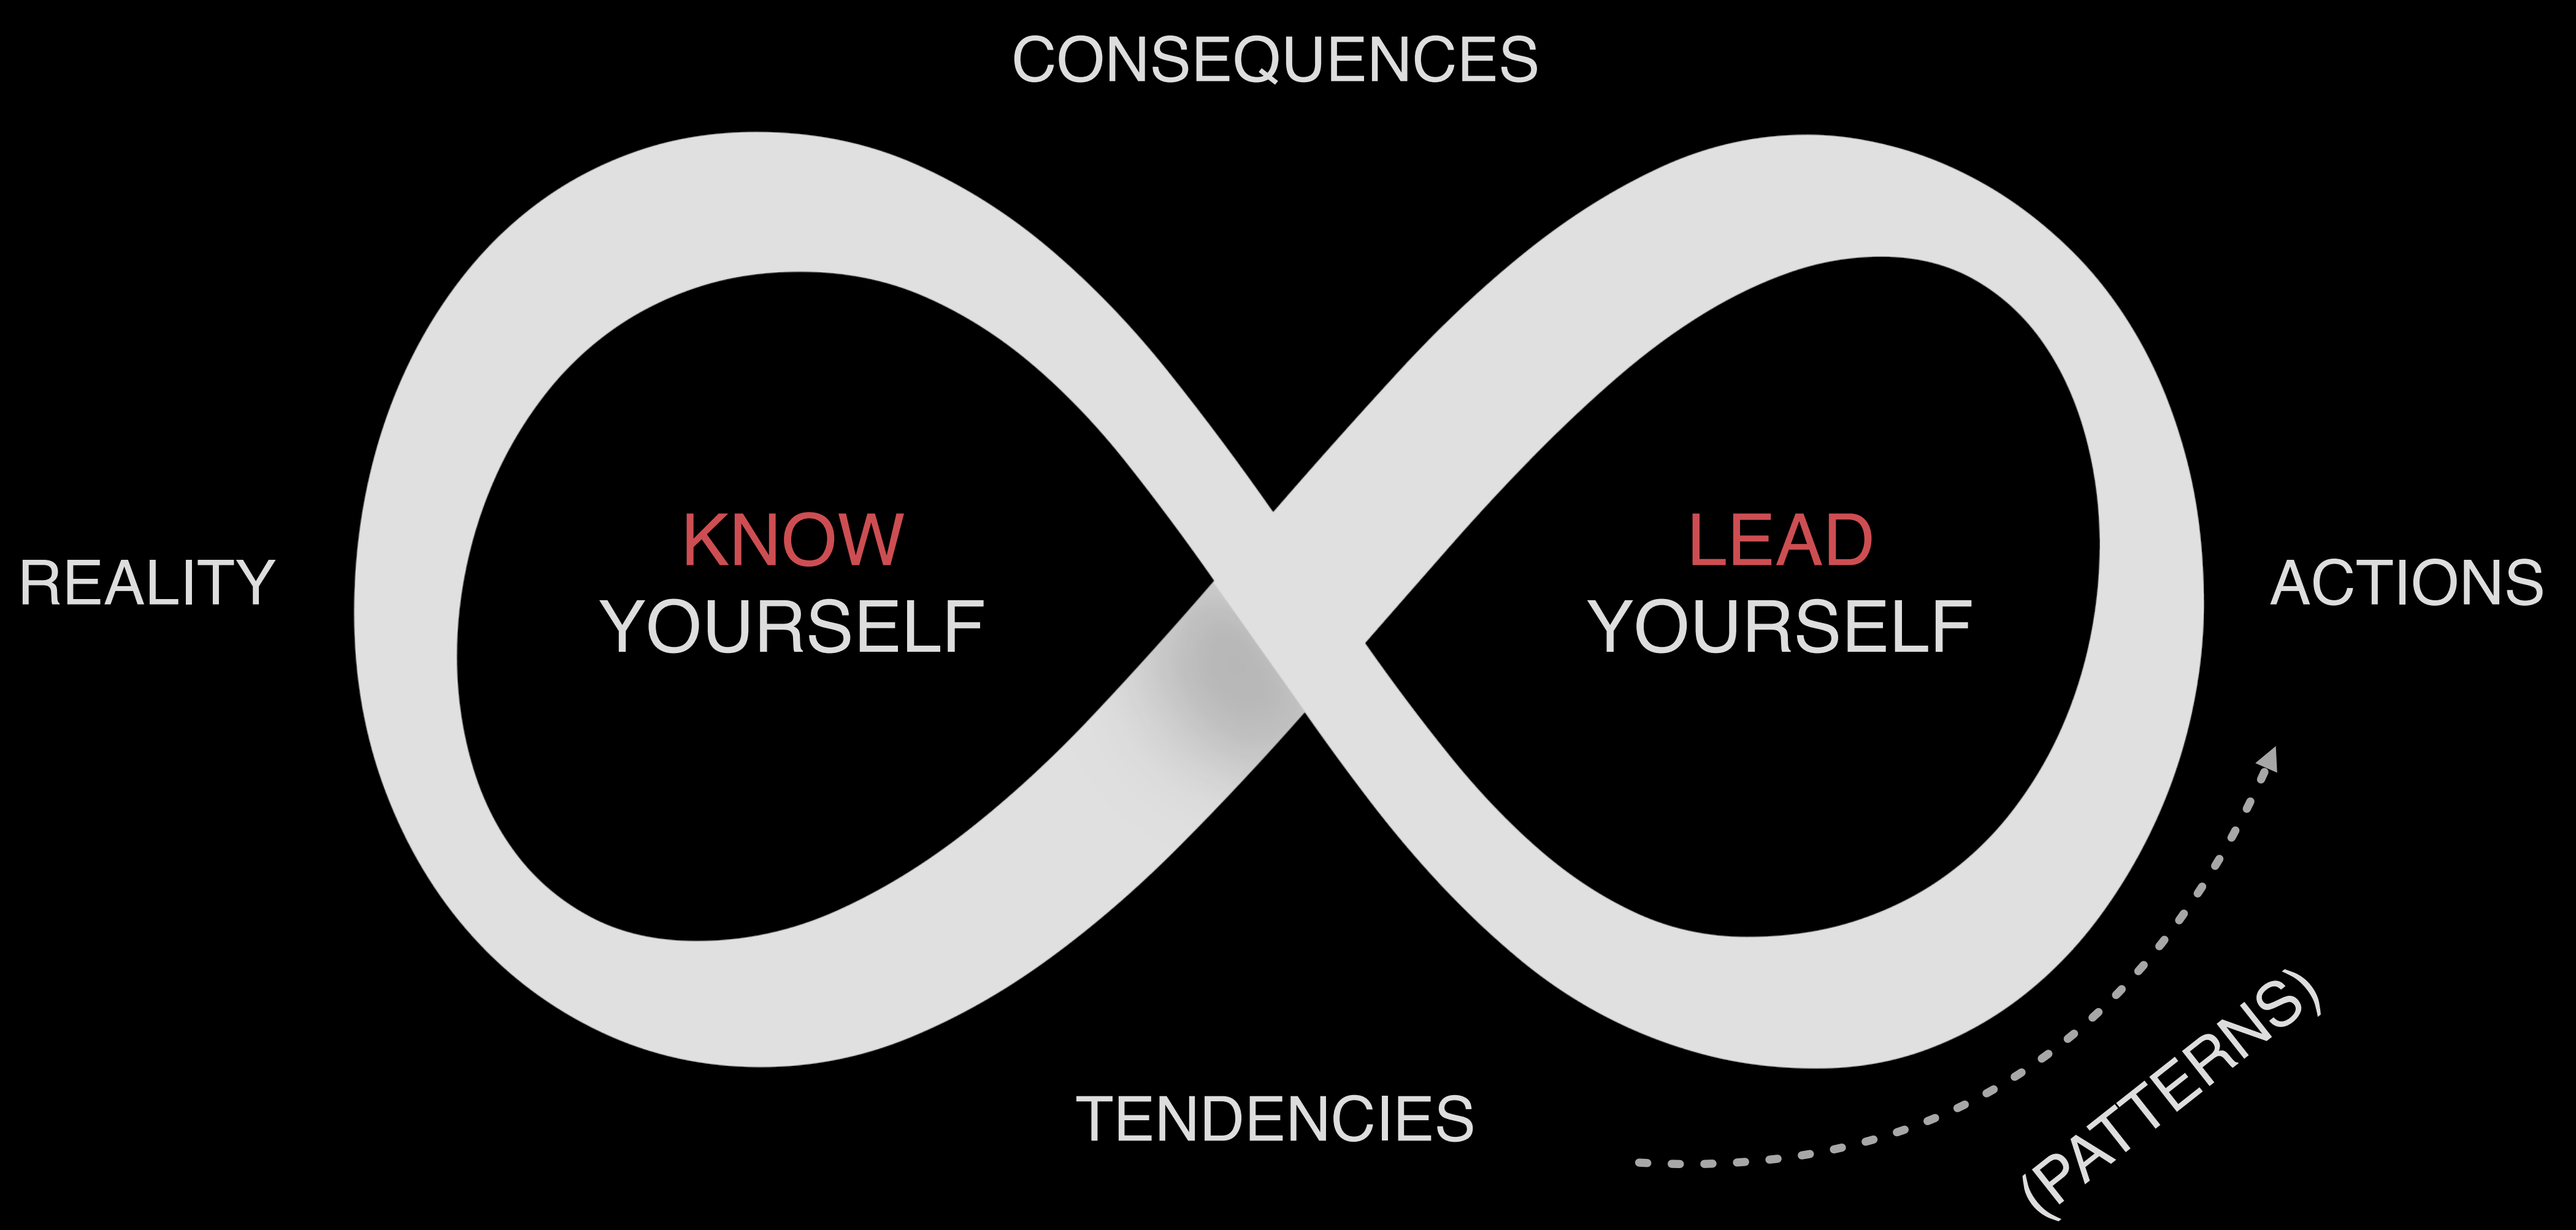 CONSEQUENCES
KNOW
YOURSELF
LEAD
YOURSELF
REALITY
ACTIONS
TENDENCIES
(PATTERNS)